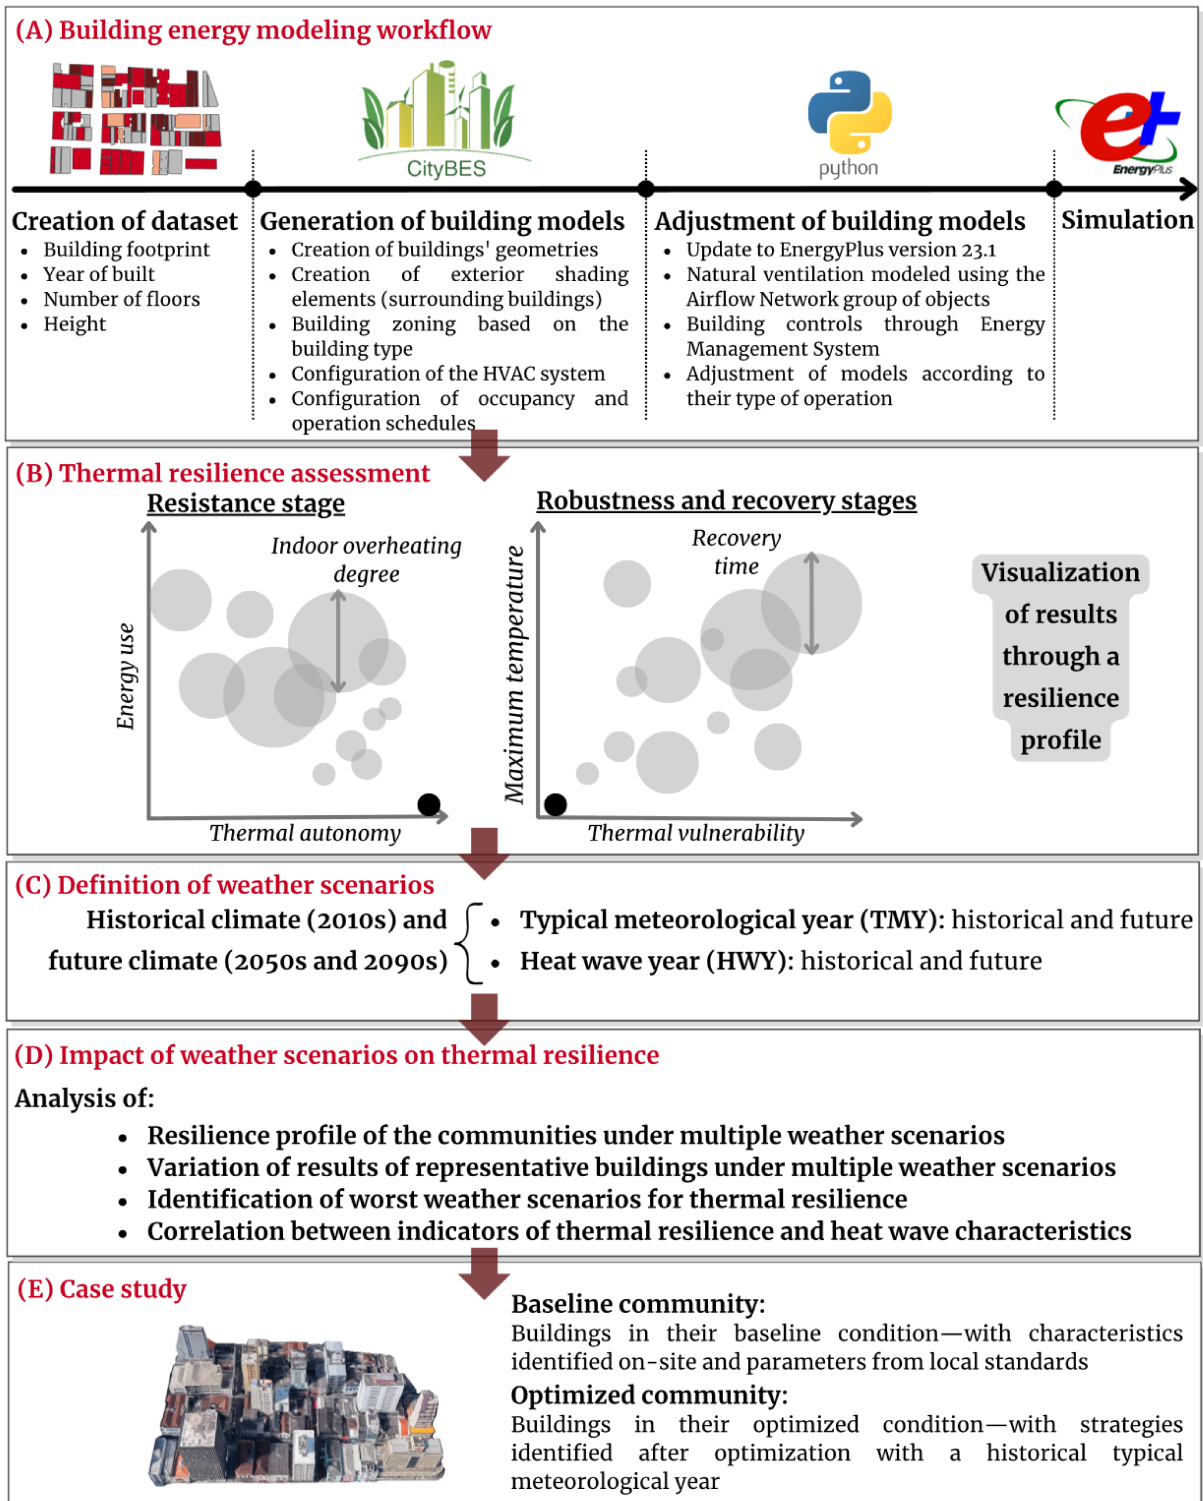 (A) Building energy modeling workflow
CityBES
python
e+
EnergyPlus
Creation of dataset
• Building footprint
• Year of built
• Number of floors
• Height
Generation of building models
• Creation of buildings' geometries
• Creation of exterior shading
elements (surrounding buildings)
• Building zoning based on the
building type
• Configuration of the HVAC system
• Configuration of occupancy and
operation schedules
Adjustment of building models
• Update to EnergyPlus version 23.1
• Natural ventilation modeled using the
Airflow Network group of objects
• Building controls through Energy
Management System
• Adjustment of models according to
their type of operation
Simulation
(B) Thermal resilience assessment
Resistance stage
Indoor overheating
degree
Energy use
Thermal autonomy
Robustness and recovery stages
Recovery
time
Maximum temperature
Thermal vulnerability
Visualization
of results
through a
resilience
profile
(C) Definition of weather scenarios
Historical climate (2010s) and
future climate (2050s and 2090s)
• Typical meteorological year (TMY): historical and future
• Heat wave year (HWY): historical and future
(D) Impact of weather scenarios on thermal resilience
Analysis of:
• Resilience profile of the communities under multiple weather scenarios
• Variation of results of representative buildings under multiple weather scenarios
• Identification of worst weather scenarios for thermal resilience
• Correlation between indicators of thermal resilience and heat wave characteristics
(E) Case study
Baseline community:
Buildings in their baseline condition—with characteristics
identified on-site and parameters from local standards
Optimized community:
Buildings in their optimized condition—with strategies
identified after optimization with a historical typical
meteorological year